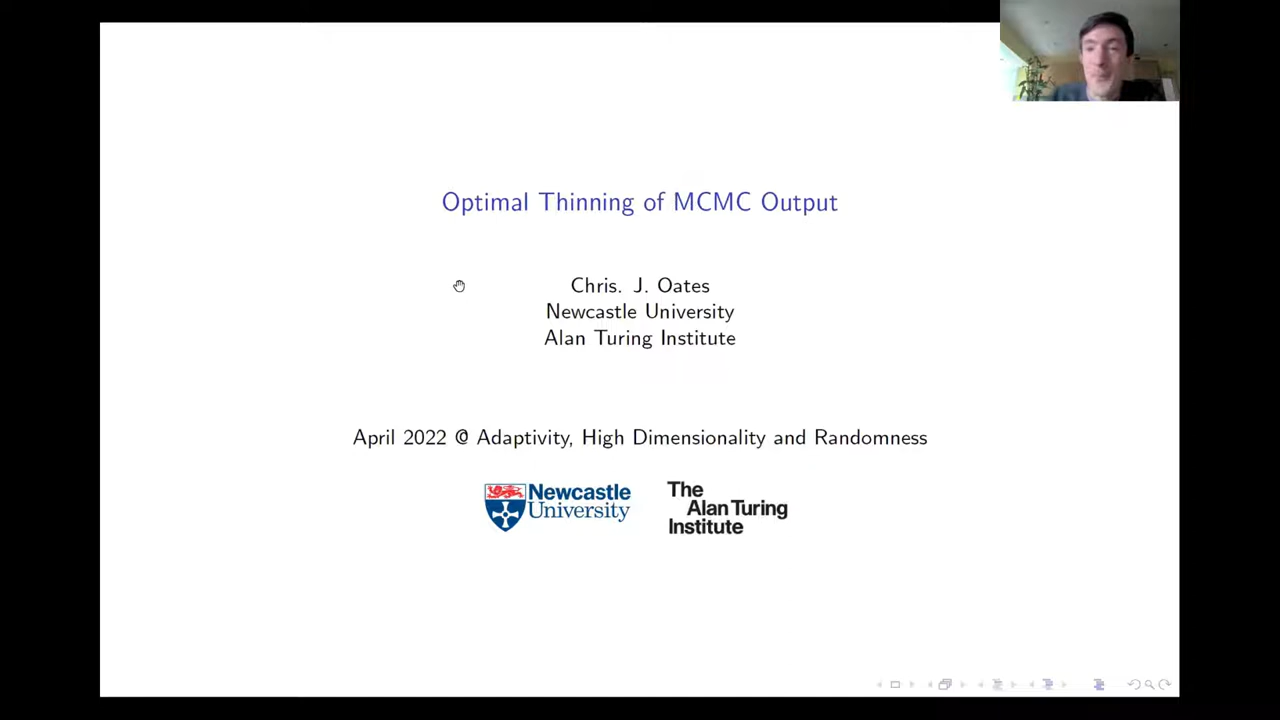 Optimal Thinning of MCMC Output
Chris. J. Oates
Newcastle University
Alan Turing Institute
April 2022 @ Adaptivity, High Dimensionality and Randomness
Newcastle
University
The
Alan Turing
Institute